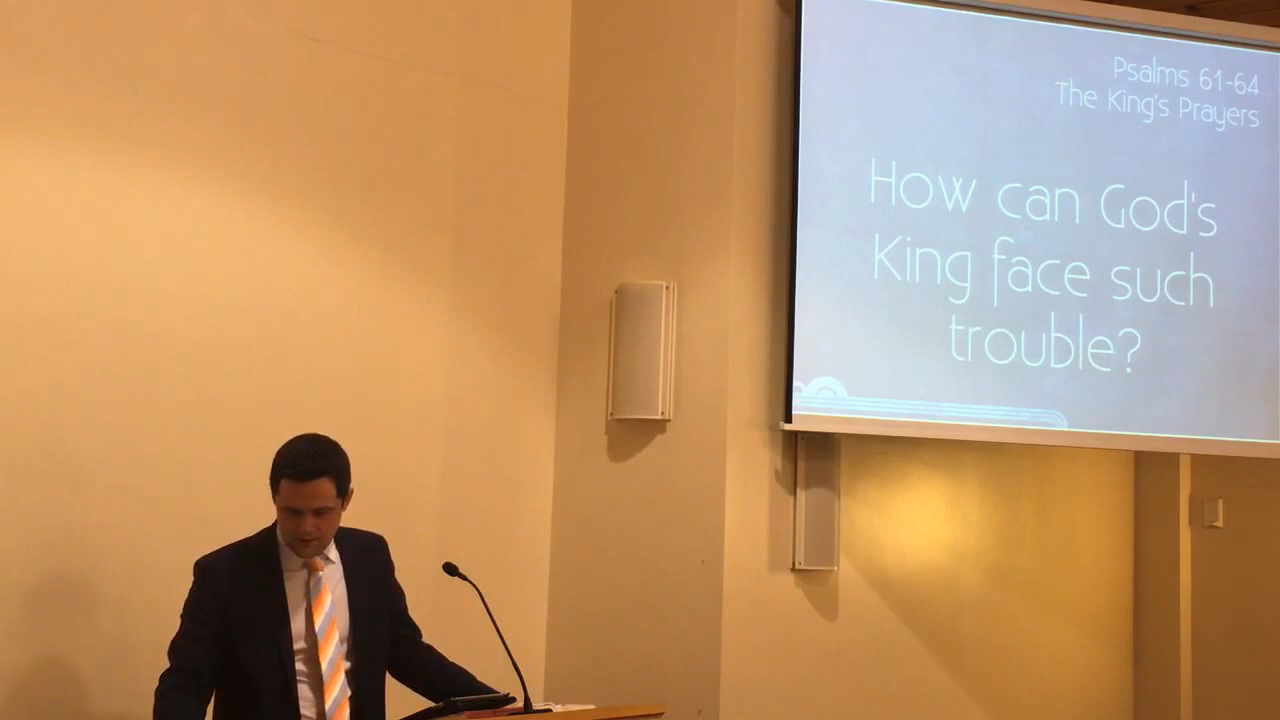 Psalms 61-64
The King's Prayers
How can God's
King face such
trouble?